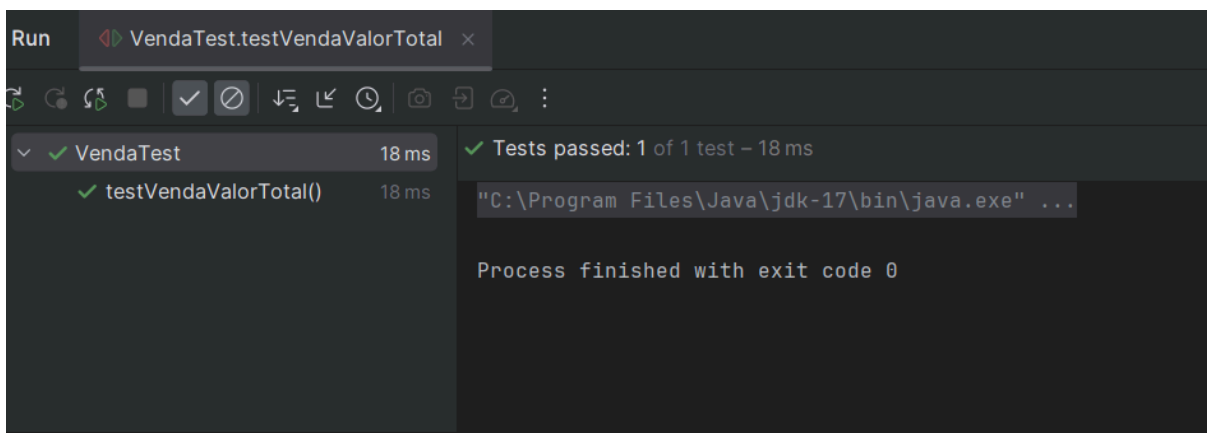 Run VendaTest.testVendaValorTotal
VendaTest 18 ms
testVendaValorTotal() 18 ms
Tests passed: 1 of 1 test – 18 ms
"C:\Program Files\Java\jdk-17\bin\java.exe" ...
Process finished with exit code 0